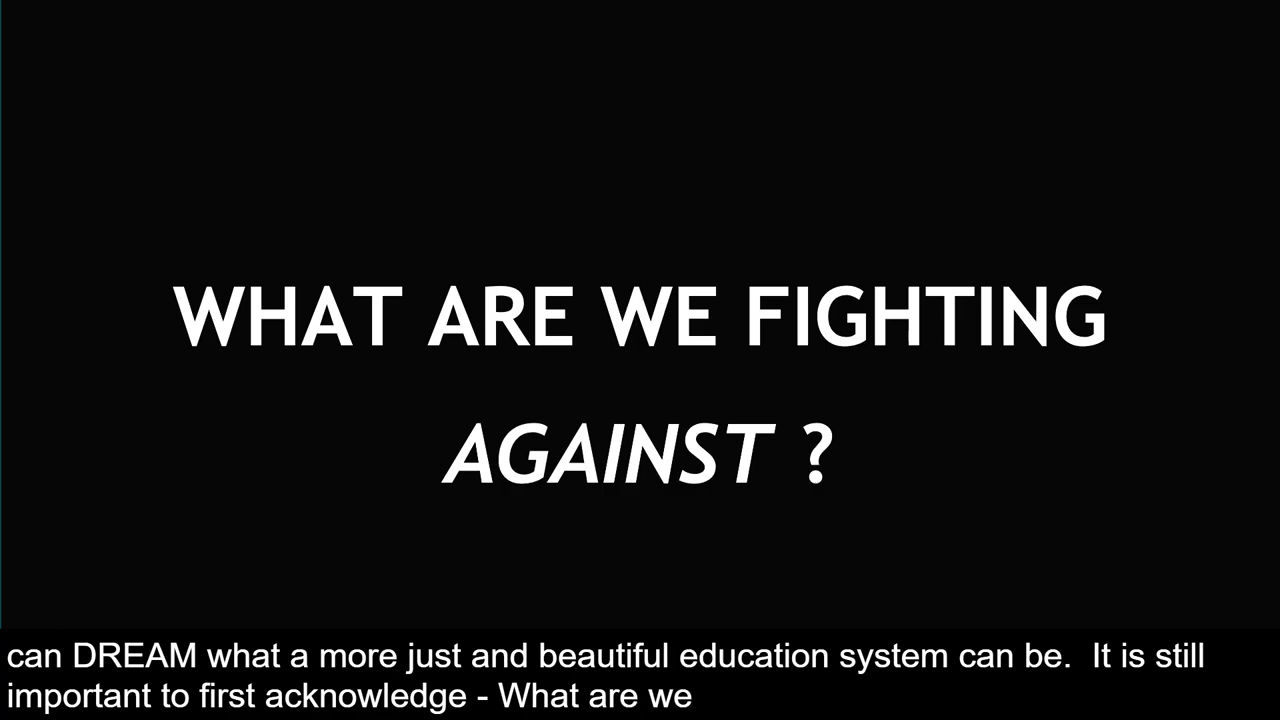 WHAT ARE WE FIGHTING
AGAINST ?
can DREAM what a more just and beautiful education system can be.  It is still
important to first acknowledge - What are we